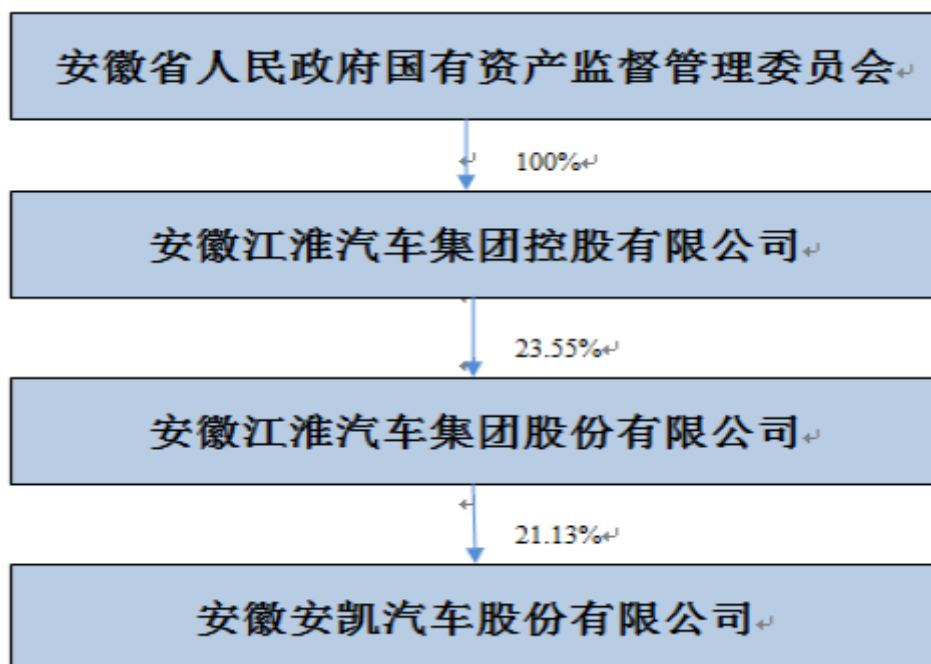 安徽省人民政府国有资产监督管理委员会
100%
安徽江淮汽车集团控股有限公司
23.55%
安徽江淮汽车集团股份有限公司
21.13%
安徽安凯汽车股份有限公司